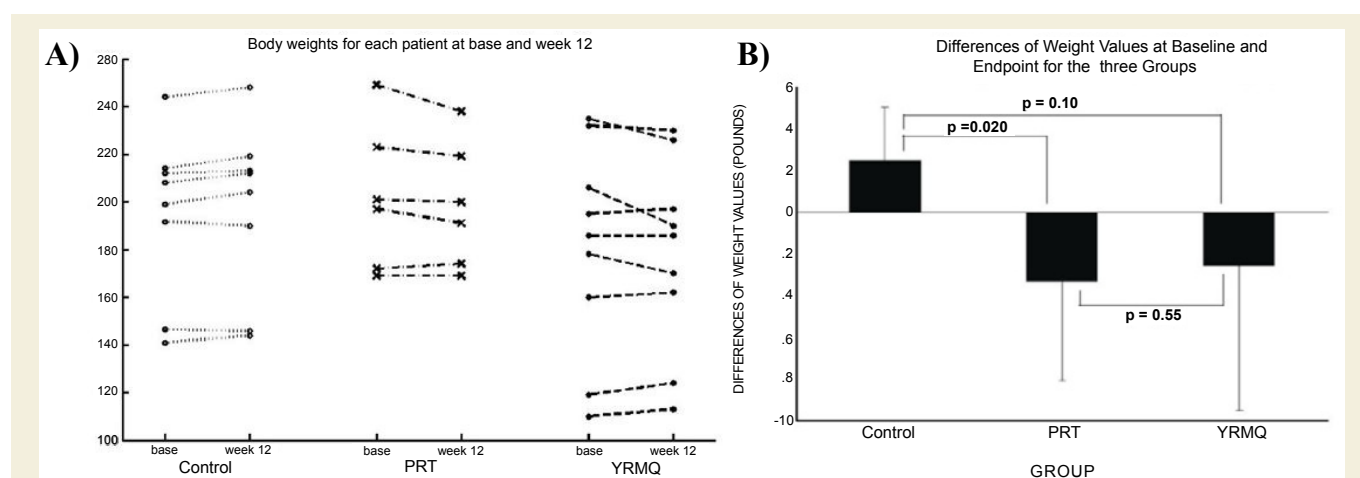 A)
Body weights for each patient at base and week 12
280
260
240
220
200
180
160
140
120
100
base week 12 base week 12 base week 12
Control PRT YRMQ
B)
Differences of Weight Values at Baseline and
Endpoint for the three Groups
DIFFERENCES OF WEIGHT VALUES (POUNDS)
6
4
2
0
.2
.4
.6
.8
-10
p = 0.10
p =0.020
p = 0.55
Control PRT YRMQ
GROUP